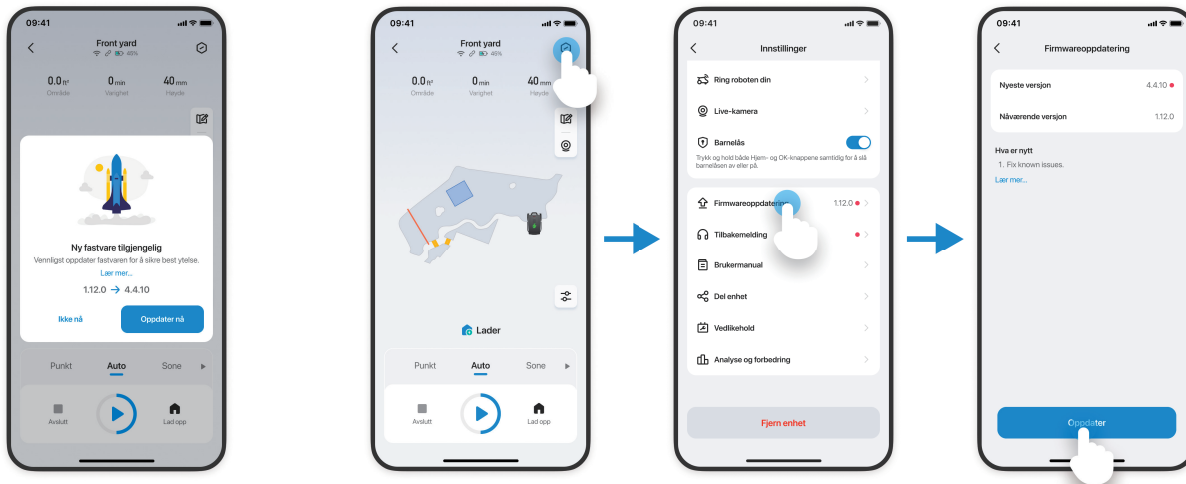 09:41
Front yard
45%
0.0 ft²
0 min
40 mm
Område
Varighet
Høyde
Ny fastvare tilgjengelig
Vennligst oppdater fastvaren for å sikre best ytelse.
Lær mer...
1.12.0 → 4.4.10
Ikke nå
Oppdater nå
Punkt
Auto
Sone
Avslutt
Lad opp
09:41
Front yard
45%
0.0 ft²
0 min
40 mm
Område
Varighet
Høyde
Lader
Punkt
Auto
Sone
Avslutt
Lad opp
09:41
Innstillinger
Ring roboten din
Live-kamera
Barnelås
Trykk og hold både Hjem- og OK-knappene samtidig for å slå
barnelåsen av eller på.
Firmwareoppdatering
1.12.0
Tilbakemelding
Brukermanual
Del enhet
Vedlikehold
Analyse og forbedring
Fjern enhet
09:41
Firmwareoppdatering
Nyeste versjon
4.4.10
Nåværende versjon
1.12.0
Hva er nytt
1. Fix known issues.
Lær mer...
Oppdater